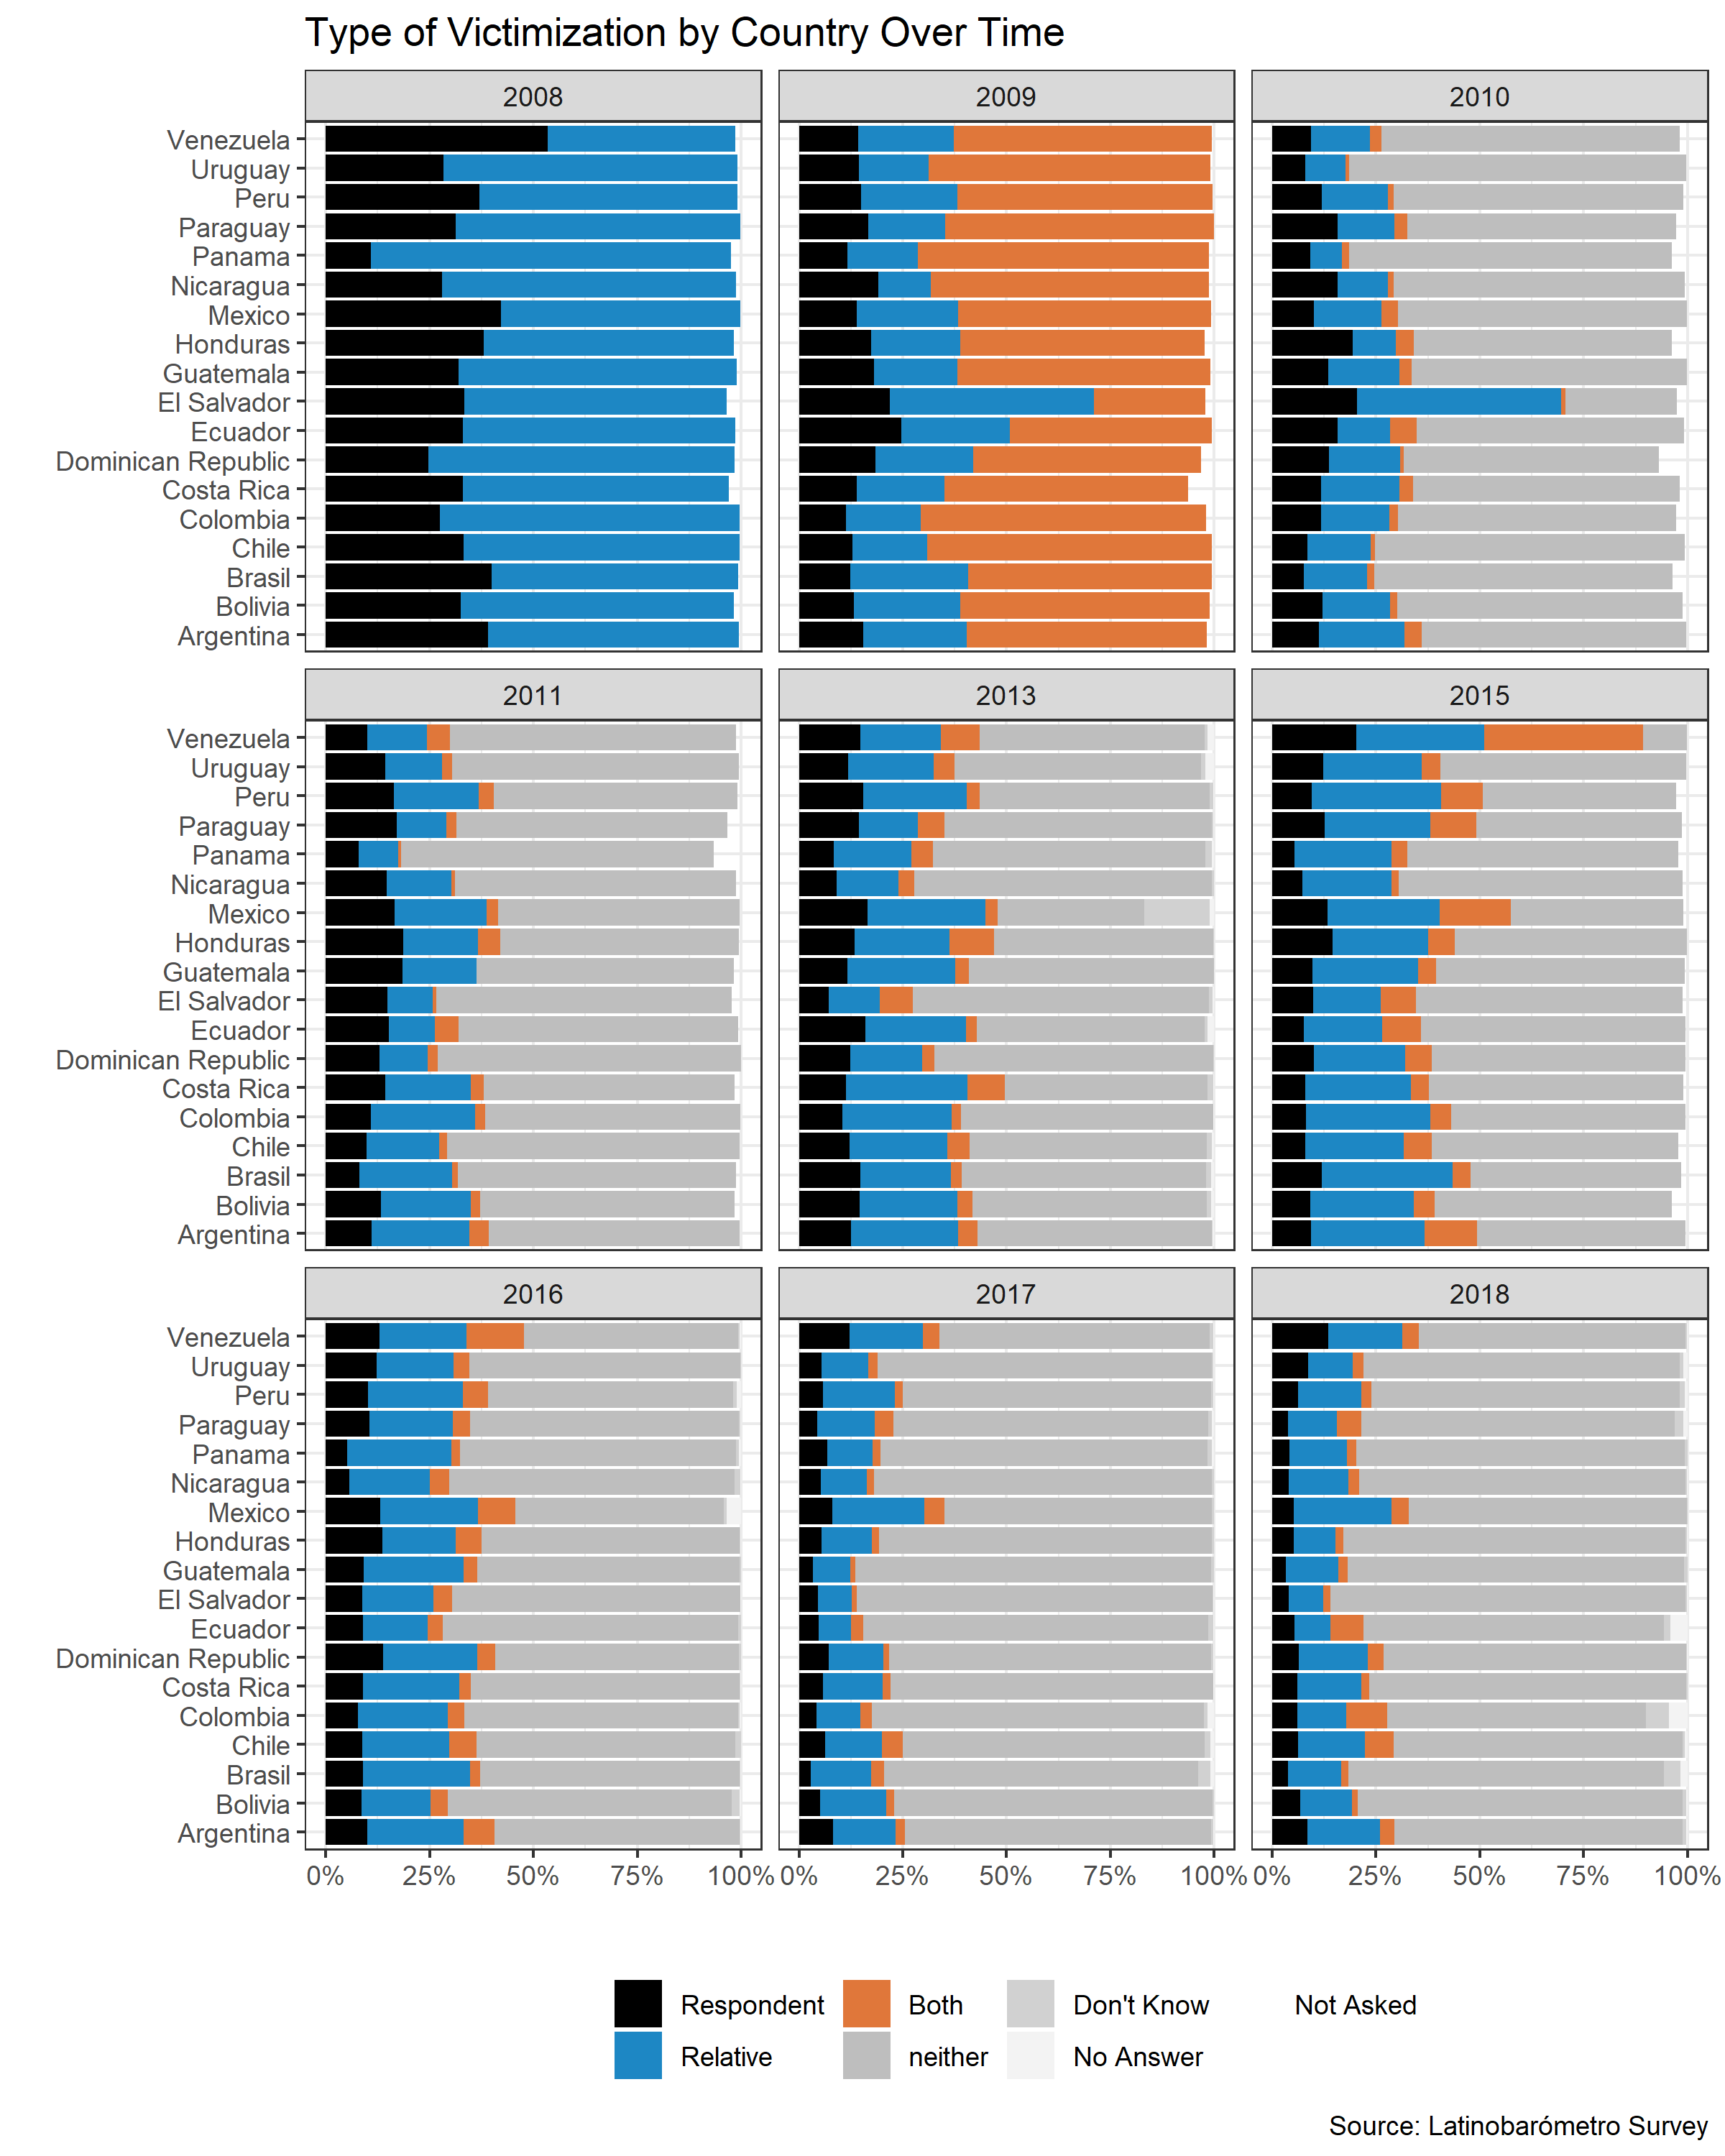 Type of Victimization by Country Over Time
2008 2009 2010
Venezuela
Uruguay
Peru
Paraguay
Panama
Nicaragua
Mexico
Honduras
Guatemala
El Salvador
Ecuador
Dominican Republic
Costa Rica
Colombia
Chile
Brasil
Bolivia
Argentina
2011 2013 2015
Venezuela
Uruguay
Peru
Paraguay
Panama
Nicaragua
Mexico
Honduras
Guatemala
El Salvador
Ecuador
Dominican Republic
Costa Rica
Colombia
Chile
Brasil
Bolivia
Argentina
2016 2017 2018
Venezuela
Uruguay
Peru
Paraguay
Panama
Nicaragua
Mexico
Honduras
Guatemala
El Salvador
Ecuador
Dominican Republic
Costa Rica
Colombia
Chile
Brasil
Bolivia
Argentina
0% 25% 50% 75% 100% 0% 25% 50% 75% 100% 0% 25% 50% 75% 100%
Respondent Both Don't Know Not Asked
Relative neither No Answer
Source: Latinobarómetro Survey